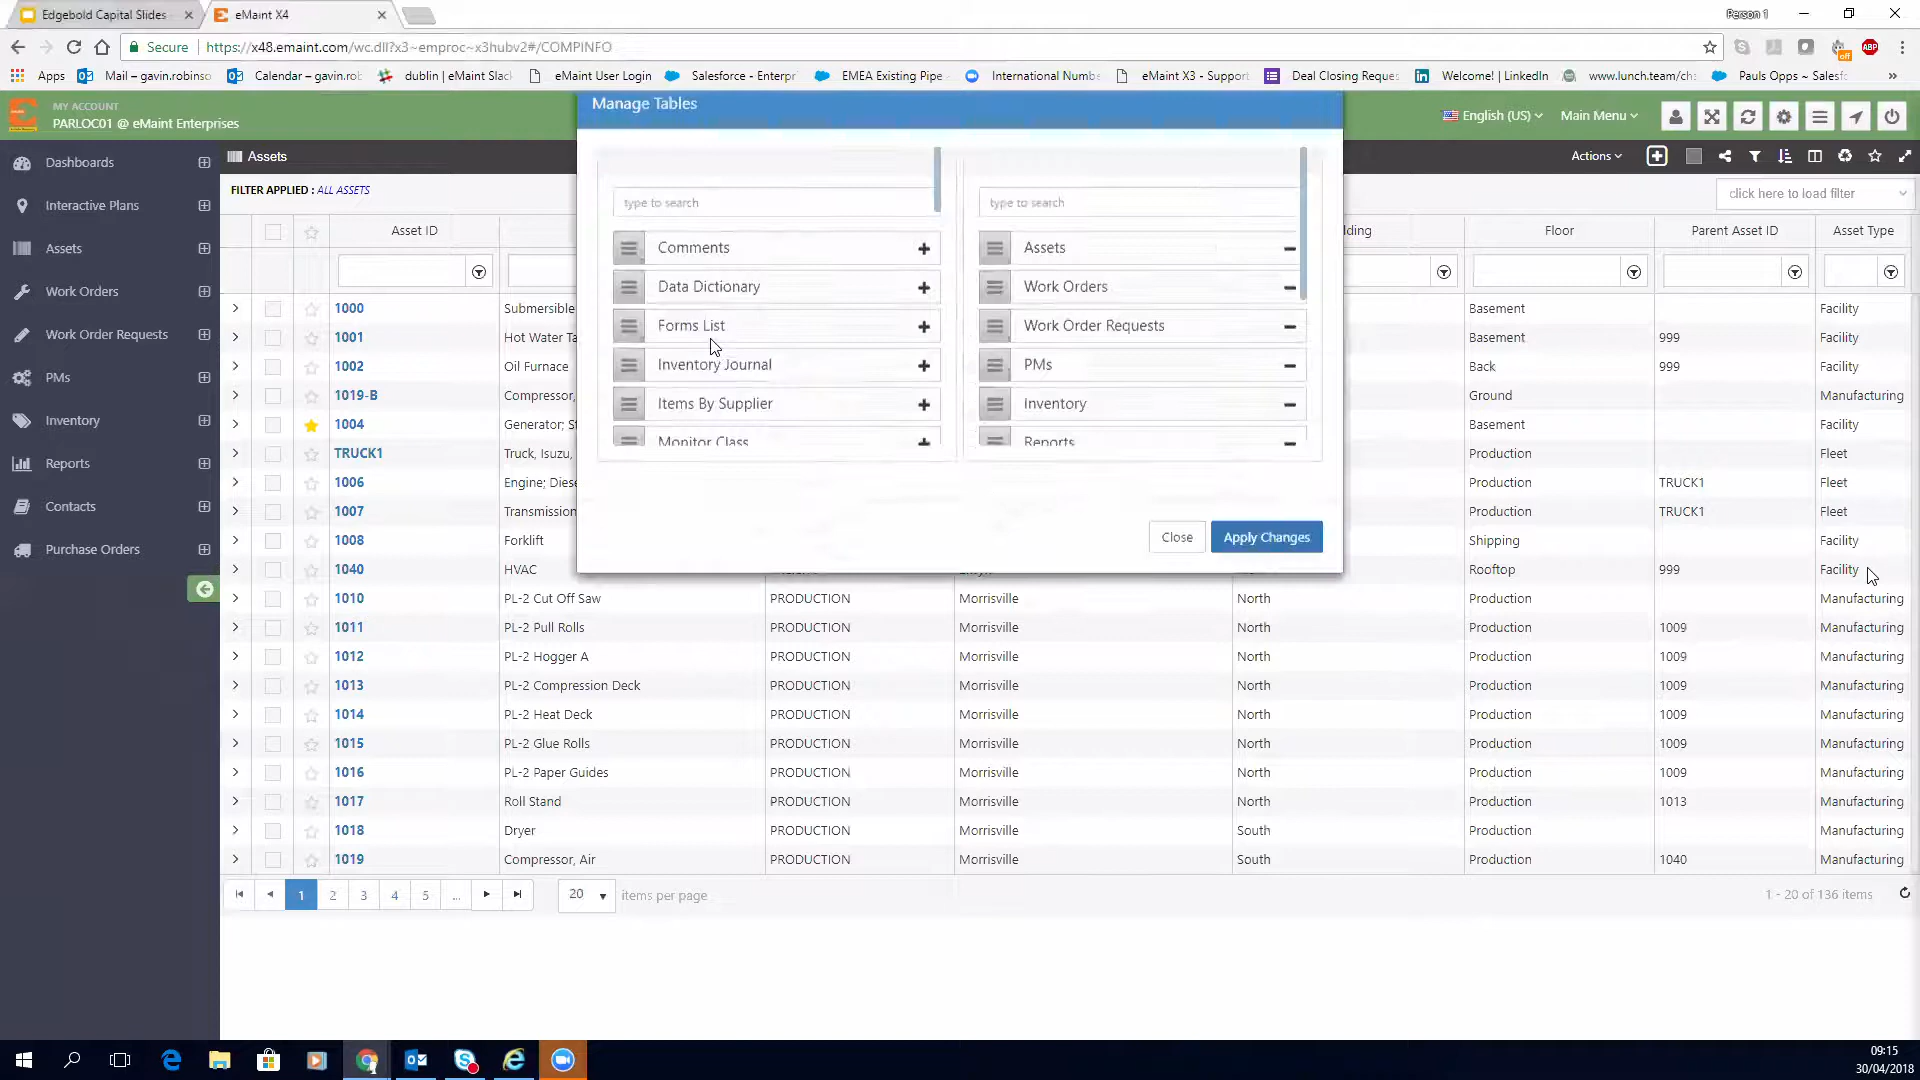 Edgebold Capital Slides
eMaint X4
Person 1
Secure
https://x48.emaint.com/wc.dll?x3~emproc~x3hubv2#/COMPINFO
Apps
Mail – gavin.robinso
Calendar – gavin.rob
dublin | eMaint Slac
eMaint User Login
Salesforce - Enterpr
EMEA Existing Pipe
International Numb
eMaint X3 - Support
Deal Closing Reque
Welcome! | LinkedIn
www.lunch.team/ch
Pauls Opps ~ Salesf
»
MY ACCOUNT
PARLOC01 @ eMaint Enterprises
Manage Tables
English (US)
Main Menu
Dashboards
Interactive Plans
Assets
Work Orders
Work Order Requests
PMs
Inventory
Reports
Contacts
Purchase Orders
Assets
Actions
FILTER APPLIED : ALL ASSETS
click here to load filter
type to search
type to search
Comments
Data Dictionary
Forms List
Inventory Journal
Items By Supplier
Monitor Class
Assets
Work Orders
Work Order Requests
PMs
Inventory
Reports
Close
Apply Changes
Asset ID
lding
Floor
Parent Asset ID
Asset Type
1000 Submersible Basement Facility
1001 Hot Water Ta Basement 999 Facility
1002 Oil Furnace Back 999 Facility
1019-B Compressor, Ground Manufacturing
1004 Generator; St Basement Facility
TRUCK1 Truck, Isuzu, Production Fleet
1006 Engine; Diese Production TRUCK1 Fleet
1007 Transmission Production TRUCK1 Fleet
1008 Forklift Shipping Facility
1040 HVAC Rooftop 999 Facility
1010 PL-2 Cut Off Saw PRODUCTION Morrisville North Production Manufacturing
1011 PL-2 Pull Rolls PRODUCTION Morrisville North Production 1009 Manufacturing
1012 PL-2 Hogger A PRODUCTION Morrisville North Production 1009 Manufacturing
1013 PL-2 Compression Deck PRODUCTION Morrisville North Production 1009 Manufacturing
1014 PL-2 Heat Deck PRODUCTION Morrisville North Production 1009 Manufacturing
1015 PL-2 Glue Rolls PRODUCTION Morrisville North Production 1009 Manufacturing
1016 PL-2 Paper Guides PRODUCTION Morrisville North Production 1009 Manufacturing
1017 Roll Stand PRODUCTION Morrisville North Production 1013 Manufacturing
1018 Dryer PRODUCTION Morrisville South Production Manufacturing
1019 Compressor, Air PRODUCTION Morrisville South Production 1040 Manufacturing
1 2 3 4 5 ...
20
items per page
1 - 20 of 136 items
09:15
30/04/2018